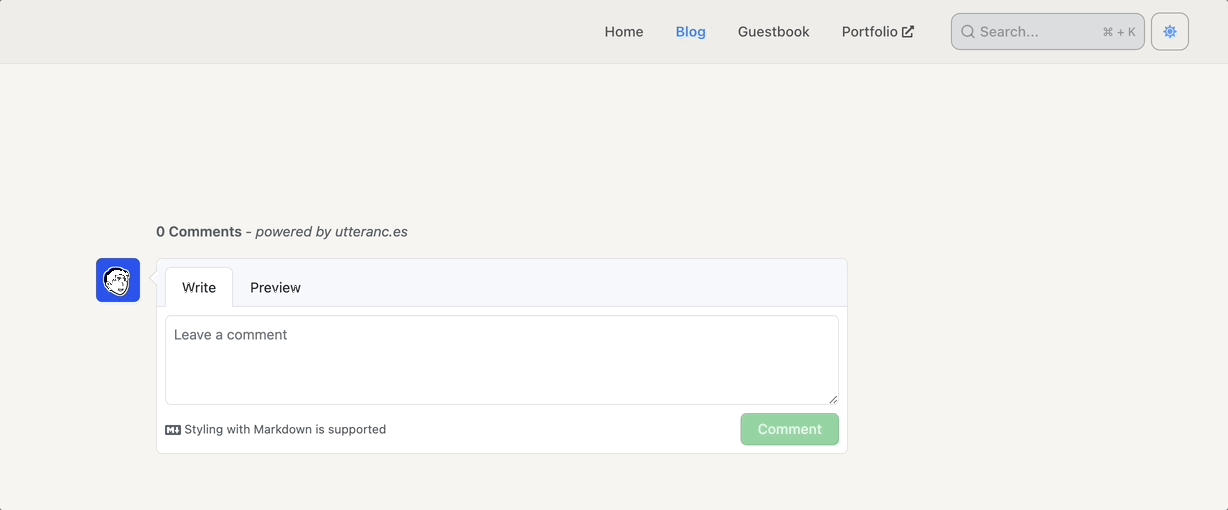 Home Blog Guestbook Portfolio Search... ⌘ + K
0 Comments - powered by utteranc.es
Write Preview
Leave a comment
Styling with Markdown is supported Comment